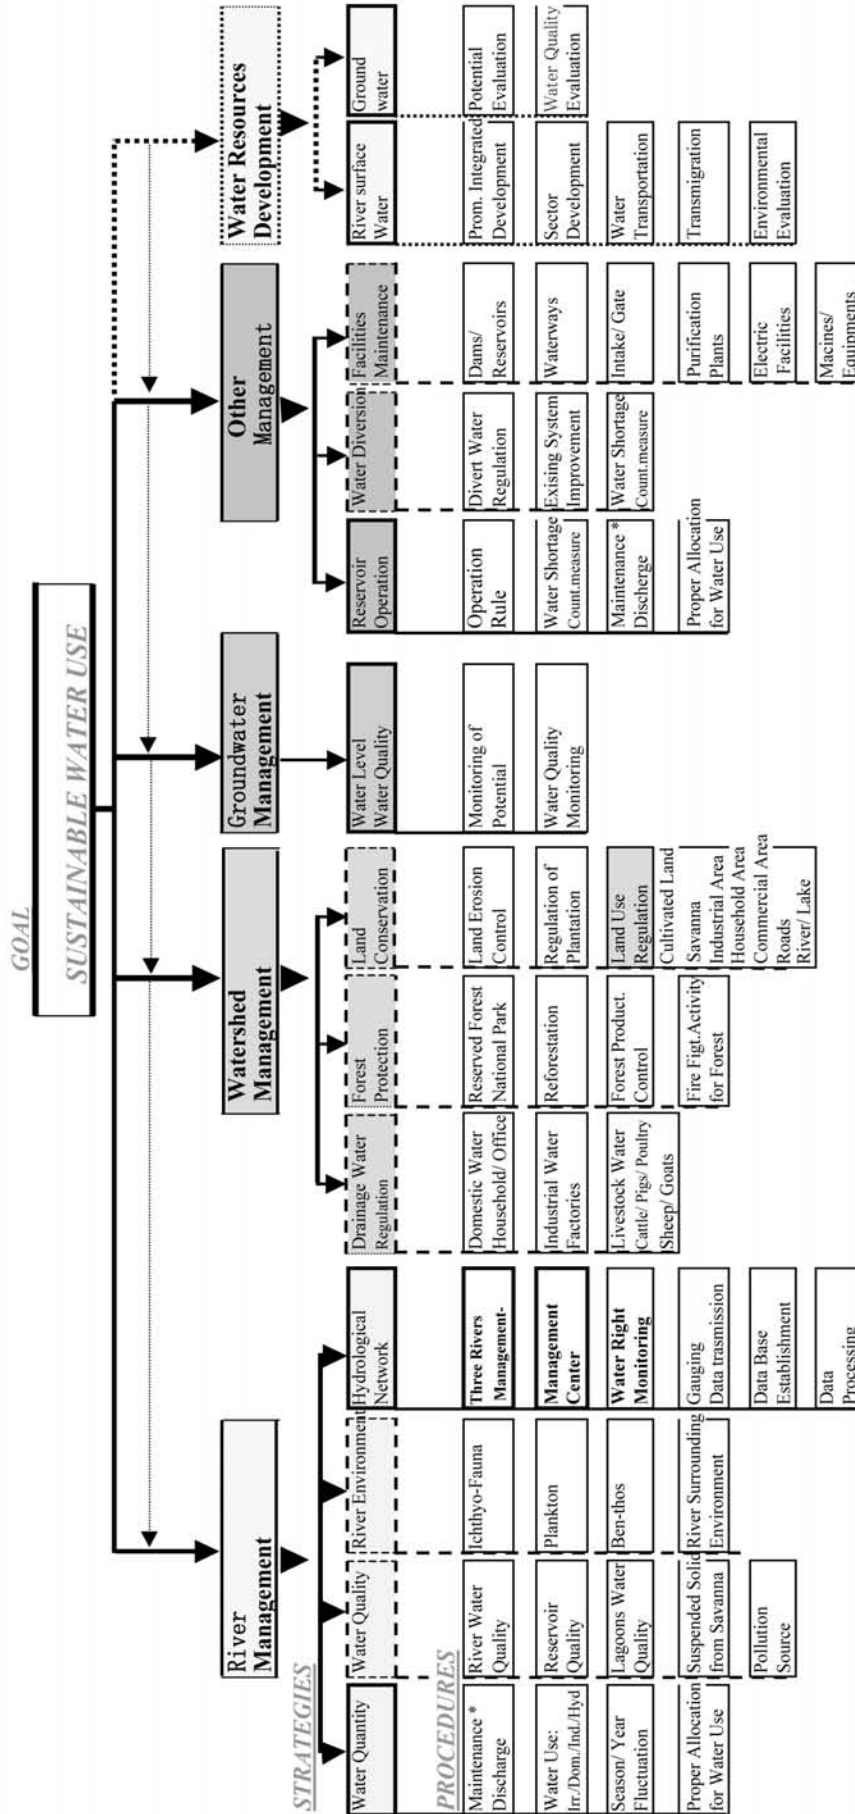 GOAL
SUSTAINABLE WATER USE
River
Management
Watershed
Management
Groundwater
Management
Other
Management
Water Resources
Development
STRATEGIES
Water Quantity
Water Quality
River Environment
Hydrological
Network
Drainage Water
Regulation
Forest
Protection
Land
Conservation
Water Level
Water Quality
Reservoir
Operation
Water Diversion
Facilities
Maintenance
River surface
Water
Ground
water
PROCEDURES
Maintenance *
Discharge
Water Use:
Irr./Dom./Ind./Hyd
Season/ Year
Fluctuation
Proper Allocation
for Water Use
River Water
Quality
Reservoir
Quality
Lagoons Water
Quality
Suspended Solid
from Savanna
Pollution
Source
Ichthyo-Fauna
Plankton
Ben-thos
River Surrounding
Environment
Three Rivers
Management-
Management
Center
Water Right
Monitoring
Gauging
Data trasmission
Data Base
Establishment
Data
Processing
Domestic Water
Household/ Office
Industrial Water
Factories
Livestock Water
Cattle/ Pigs/ Poultry
Sheep/ Goats
Reserved Forest
National Park
Reforestation
Forest Product.
Control
Fire Figt.Activity
for Forest
Land Erosion
Control
Regulation of
Plantation
Land Use
Regulation
Cultivated Land
Savanna
Industrial Area
Household Area
Commercial Area
Roads
River/ Lake
Monitoring of
Potential
Water Quality
Monitoring
Operation
Rule
Water Shortage
Count.measure
Maintenance *
Discharge
Proper Allocation
for Water Use
Divert Water
Regulation
Exising System
Improvement
Water Shortage
Count.measure
Dams/
Reservoirs
Waterways
Intake/ Gate
Purification
Plants
Electric
Facilities
Macines/
Equipments
Prom. Integrated
Development
Sector
Development
Water
Transportation
Transmigration
Environmental
Evaluation
Potential
Evaluation
Water Quality
Evaluation